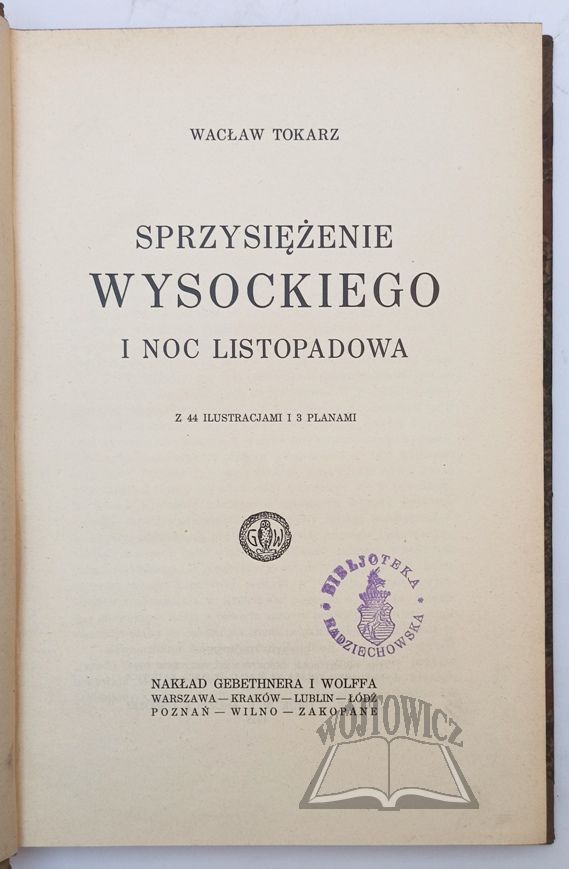 WACŁAW TOKARZ
SPRZYSIĘŻENIE
WYSOCKIEGO
I NOC LISTOPADOWA
Z 44 ILUSTRACJAMI I 3 PLANAMI
G W
BIBLJOTEKA
* RADZIECHOWSKA *
NAKŁAD GEBETHNERA I WOLFFA
WARSZAWA — KRAKÓW — LUBLIN — ŁÓDŹ
POZNAŃ — WILNO — ZAKOPANE
WÓJTOWICZ